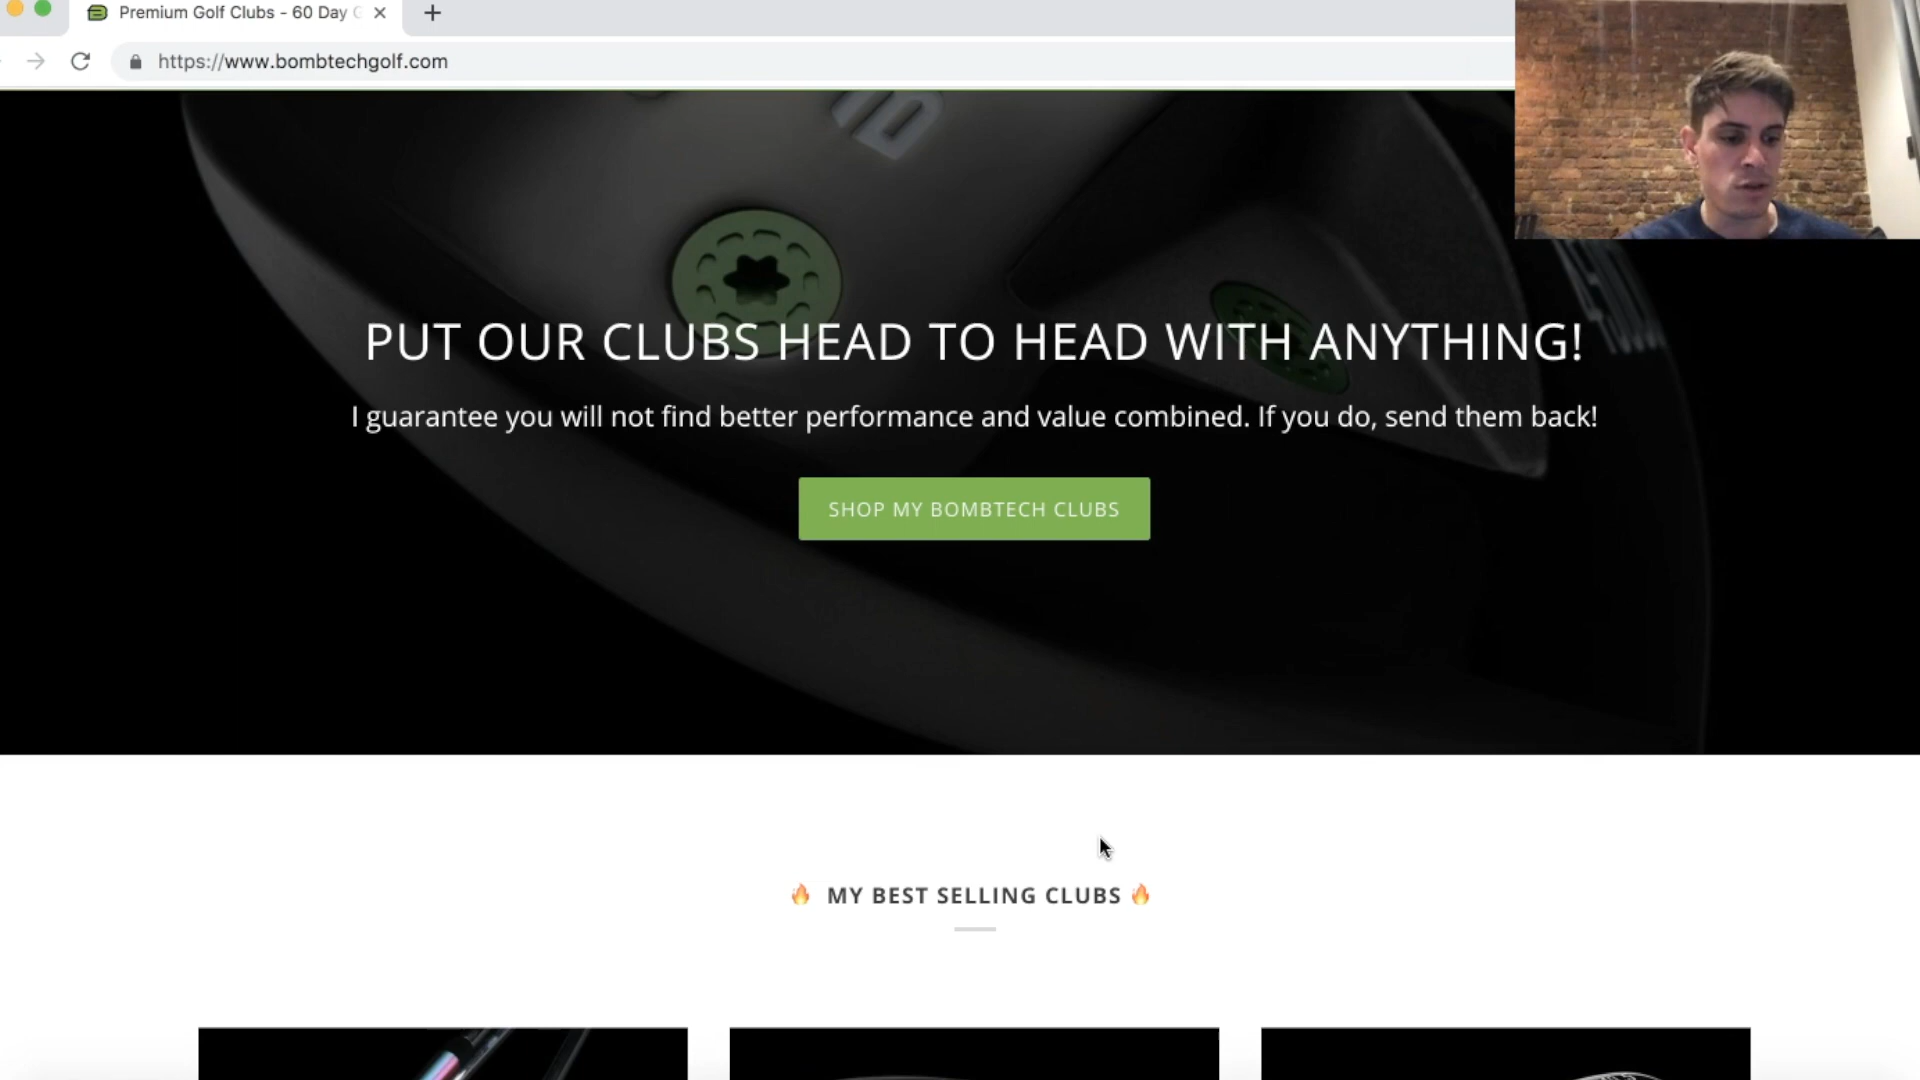 Premium Golf Clubs - 60 Day G
https://www.bombtechgolf.com
PUT OUR CLUBS HEAD TO HEAD WITH ANYTHING!
I guarantee you will not find better performance and value combined. If you do, send them back!
SHOP MY BOMBTECH CLUBS
🔥 MY BEST SELLING CLUBS 🔥